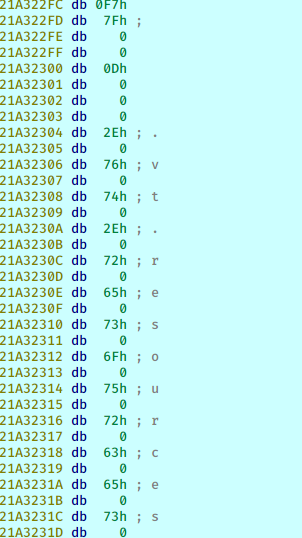 21A322FC db 0F7h
21A322FD db 7Fh ;
21A322FE db 0
21A322FF db 0
21A32300 db 0Dh
21A32301 db 0
21A32302 db 0
21A32303 db 0
21A32304 db 2Eh ; .
21A32305 db 0
21A32306 db 76h ; v
21A32307 db 0
21A32308 db 74h ; t
21A32309 db 0
21A3230A db 2Eh ; .
21A3230B db 0
21A3230C db 72h ; r
21A3230D db 0
21A3230E db 65h ; e
21A3230F db 0
21A32310 db 73h ; s
21A32311 db 0
21A32312 db 6Fh ; o
21A32313 db 0
21A32314 db 75h ; u
21A32315 db 0
21A32316 db 72h ; r
21A32317 db 0
21A32318 db 63h ; c
21A32319 db 0
21A3231A db 65h ; e
21A3231B db 0
21A3231C db 73h ; s
21A3231D db 0